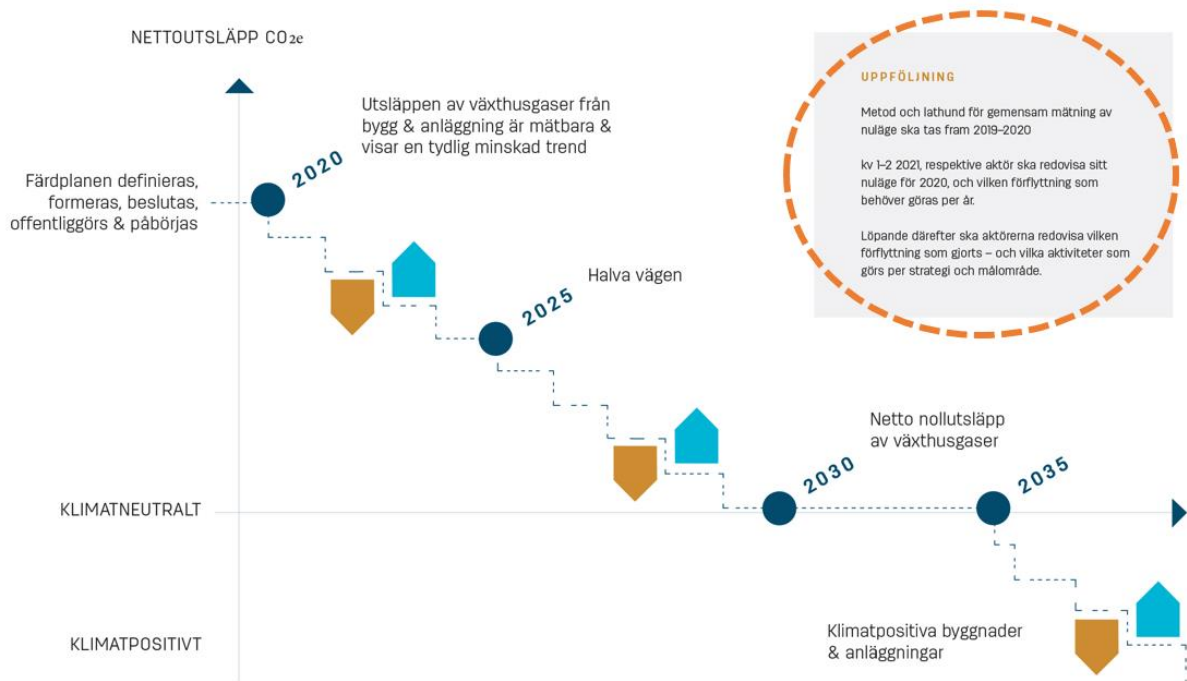 NETTOUTSLÄPP CO2e
Utsläppen av växthusgaser från
bygg & anläggning är mätbara &
visar en tydlig minskad trend
2020
Färdplanen definieras,
formeras, beslutas,
offentliggörs & påbörjas
UPPFÖLJNING
Metod och lathund för gemensam mätning av
nuläge ska tas fram 2019–2020
kv 1–2 2021, respektive aktör ska redovisa sitt
nuläge för 2020, och vilken förflyttning som
behöver göras per år.
Löpande därefter ska aktörerna redovisa vilken
förflyttning som gjorts – och vilka aktiviteter som
görs per strategi och målområde.
Halva vägen
2025
Netto nollutsläpp
av växthusgaser
2030
2035
KLIMATNEUTRALT
KLIMATPOSITIVT
Klimatpositiva byggnader
& anläggningar